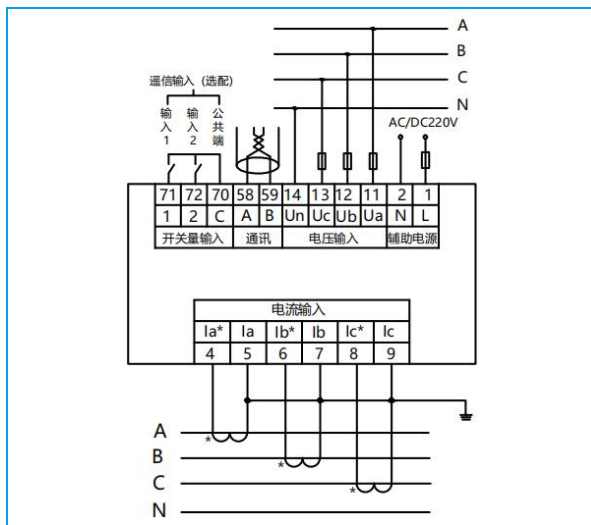 A
B
C
N
遥信输入 (选配)
AC/DC220V
输入1
输入2
公共端
71 72 70 58 59 14 13 12 11 2 1
1 2 C A B Un Uc Ub Ua N L
开关量输入 通讯 电压输入 辅助电源
电流输入
Ia* Ia Ib* Ib Ic* Ic
4 5 6 7 8 9
A *
B *
C *
N